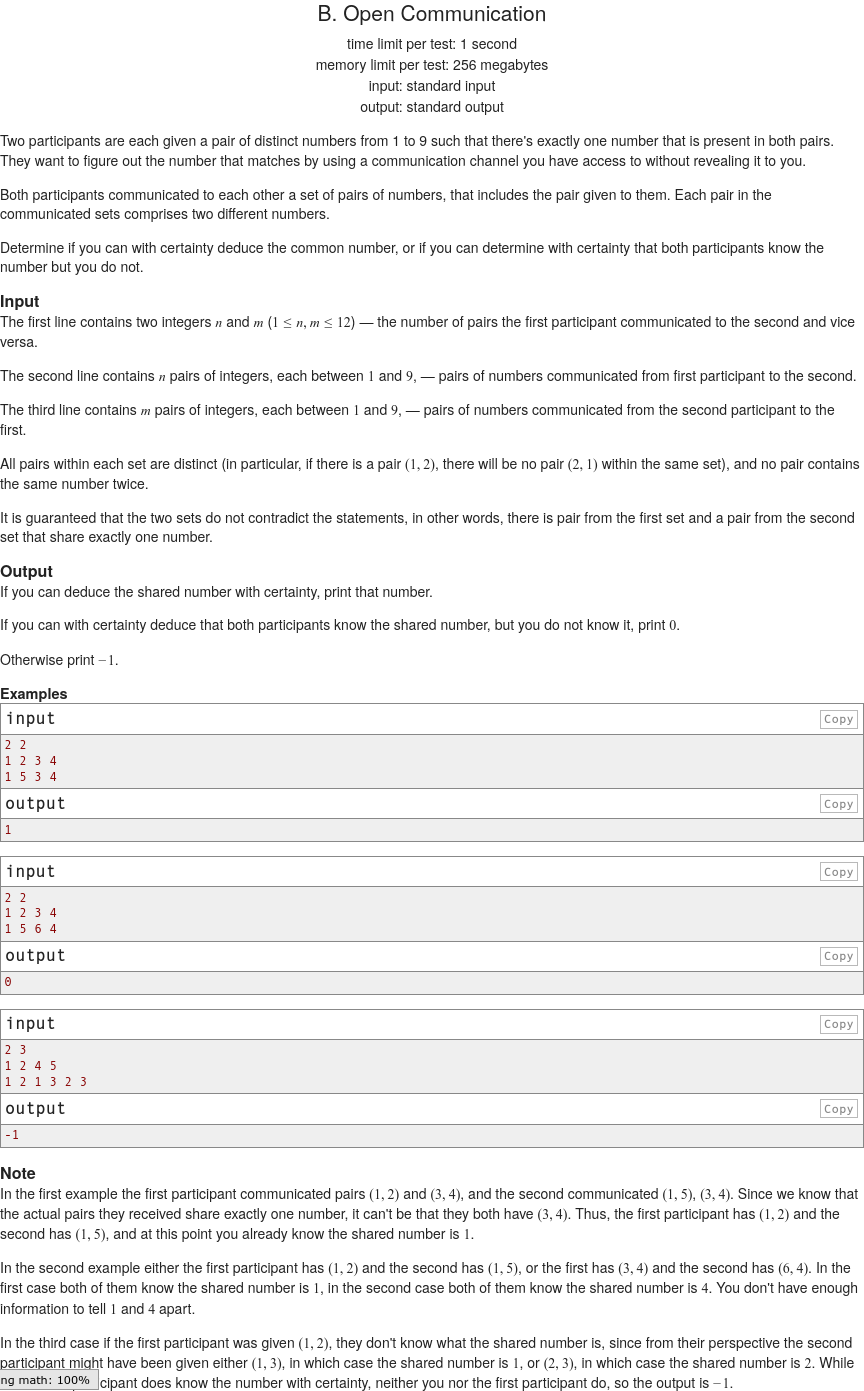 B. Open Communication
time limit per test: 1 second
memory limit per test: 256 megabytes
input: standard input
output: standard output
Two participants are each given a pair of distinct numbers from 1 to 9 such that there's exactly one number that is present in both pairs.
They want to figure out the number that matches by using a communication channel you have access to without revealing it to you.
Both participants communicated to each other a set of pairs of numbers, that includes the pair given to them. Each pair in the
communicated sets comprises two different numbers.
Determine if you can with certainty deduce the common number, or if you can determine with certainty that both participants know the
number but you do not.
Input
The first line contains two integers n and m (1 ≤ n, m ≤ 12) — the number of pairs the first participant communicated to the second and vice
versa.
The second line contains n pairs of integers, each between 1 and 9, — pairs of numbers communicated from first participant to the second.
The third line contains m pairs of integers, each between 1 and 9, — pairs of numbers communicated from the second participant to the
first.
All pairs within each set are distinct (in particular, if there is a pair (1, 2), there will be no pair (2, 1) within the same set), and no pair contains
the same number twice.
It is guaranteed that the two sets do not contradict the statements, in other words, there is pair from the first set and a pair from the second
set that share exactly one number.
Output
If you can deduce the shared number with certainty, print that number.
If you can with certainty deduce that both participants know the shared number, but you do not know it, print 0.
Otherwise print −1.
Examples
input Copy
2 2
1 2 3 4
1 5 3 4
output Copy
1
input Copy
2 2
1 2 3 4
1 5 6 4
output Copy
0
input Copy
2 3
1 2 4 5
1 2 1 3 2 3
output Copy
-1
Note
In the first example the first participant communicated pairs (1, 2) and (3, 4), and the second communicated (1, 5), (3, 4). Since we know that
the actual pairs they received share exactly one number, it can't be that they both have (3, 4). Thus, the first participant has (1, 2) and the
second has (1, 5), and at this point you already know the shared number is 1.
In the second example either the first participant has (1, 2) and the second has (1, 5), or the first has (3, 4) and the second has (6, 4). In the
first case both of them know the shared number is 1, in the second case both of them know the shared number is 4. You don't have enough
information to tell 1 and 4 apart.
In the third case if the first participant was given (1, 2), they don't know what the shared number is, since from their perspective the second
participant might have been given either (1, 3), in which case the shared number is 1, or (2, 3), in which case the shared number is 2. While
ng math: 100% cipant does know the number with certainty, neither you nor the first participant do, so the output is −1.